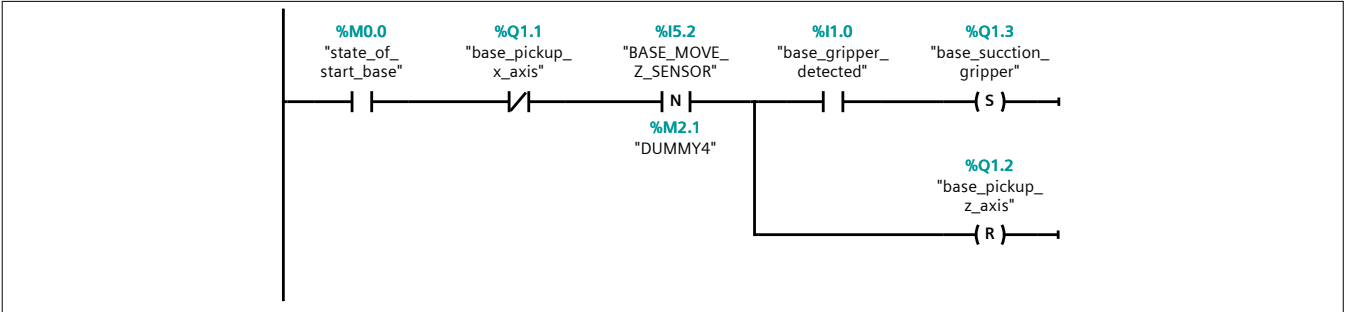 %M0.0
"state_of_
start_base"
%Q1.1
"base_pickup_
x_axis"
%I5.2
"BASE_MOVE_
Z_SENSOR"
N
%M2.1
"DUMMY4"
%I1.0
"base_gripper_
detected"
%Q1.3
"base_sucction_
gripper"
S
%Q1.2
"base_pickup_
z_axis"
R